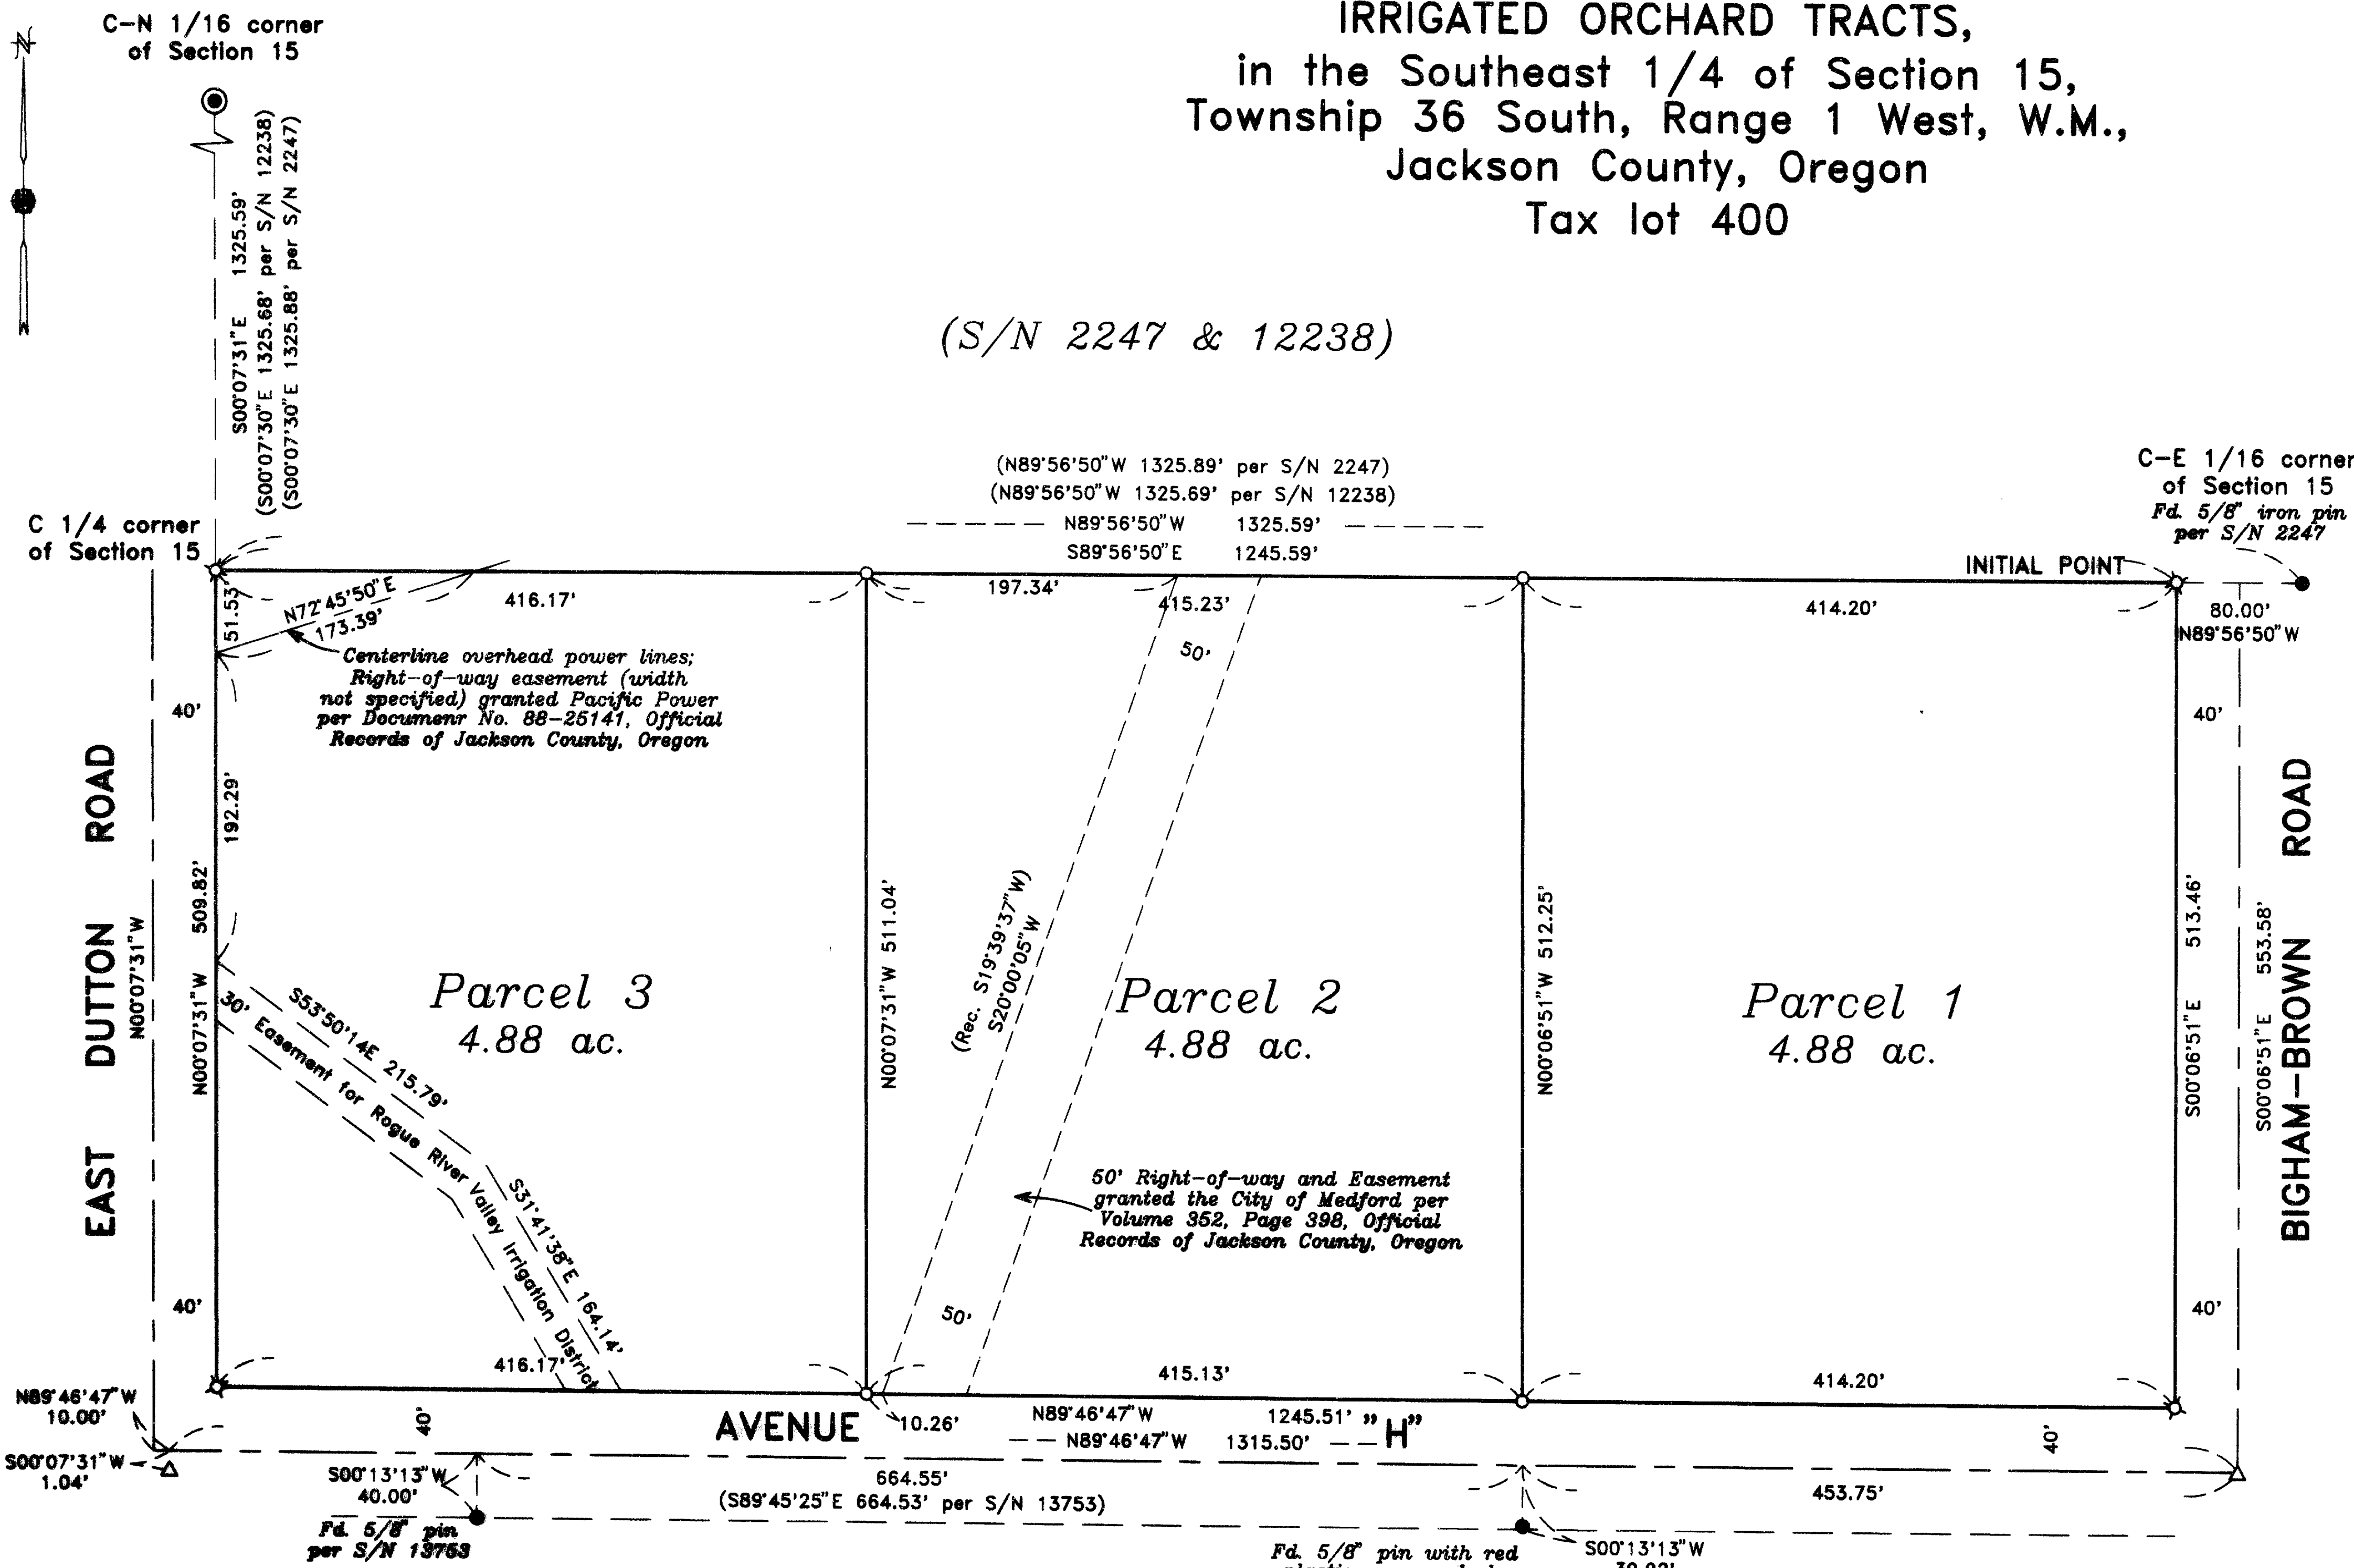 IRRIGATED ORCHARD TRACTS,
in the Southeast 1/4 of Section 15,
Township 36 South, Range 1 West, W.M.,
Jackson County, Oregon
Tax lot 400
N
C-N 1/16 corner
of Section 15
S00°07'31"E 1325.59'
(S00°07'30"E 1325.68' per S/N 12238)
(S00°07'30"E 1325.88' per S/N 2247)
(S/N 2247 & 12238)
(N89°56'50"W 1325.89' per S/N 2247)
(N89°56'50"W 1325.69' per S/N 12238)
N89°56'50"W 1325.59'
S89°56'50"E 1245.59'
C-E 1/16 corner
of Section 15
Fd. 5/8" iron pin
per S/N 2247
C 1/4 corner
of Section 15
INITIAL POINT
51.53'
N72°45'50"E
173.39'
416.17'
197.34'
415.23'
414.20'
80.00'
N89°56'50"W
Centerline overhead power lines;
Right-of-way easement (width
not specified) granted Pacific Power
per Documenr No. 88-25141, Official
Records of Jackson County, Oregon
50'
40'
40'
EAST DUTTON ROAD
N00°07'31"W
192.29'
509.82'
N00°07'31"W
Parcel 3
4.88 ac.
N00°07'31"W 511.04'
(Rec. S19°39'37"W)
S20°00'05"W
Parcel 2
4.88 ac.
N00°06'51"W 512.25'
Parcel 1
4.88 ac.
513.46'
S00°06'51"E
S00°06'51"E 553.58'
BIGHAM-BROWN ROAD
S53°50'14E 215.79'
30' Easement for Rogue River Valley Irrigation District
S31°41'38"E 164.14'
50' Right-of-way and Easement
granted the City of Medford per
Volume 352, Page 398, Official
Records of Jackson County, Oregon
40'
50'
40'
416.17'
415.13'
414.20'
N89°46'47"W
10.00'
40'
AVENUE "H"
10.26'
N89°46'47"W 1245.51'
N89°46'47"W 1315.50'
40'
S00°07'31"W
1.04'
S00°13'13"W
40.00'
664.55'
(S89°45'25"E 664.53' per S/N 13753)
453.75'
Fd. 5/8" pin
per S/N 13753
Fd. 5/8" pin with red
S00°13'13"W